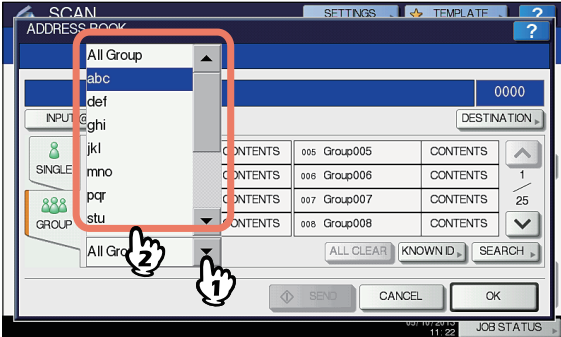 SCAN SETTINGS TEMPLATE ?
ADDRESS BOOK ?
All Group
abc
0000
def
INPUT@ DESTINATION
ghi
jkl CONTENTS 005 Group005 CONTENTS
SINGLE mno CONTENTS 006 Group006 CONTENTS 1
pqr CONTENTS 007 Group007 CONTENTS 25
GROUP stu CONTENTS 008 Group008 CONTENTS
All Gro ALL CLEAR KNOWN ID SEARCH
2 1
SEND CANCEL OK
11:22 JOB STATUS